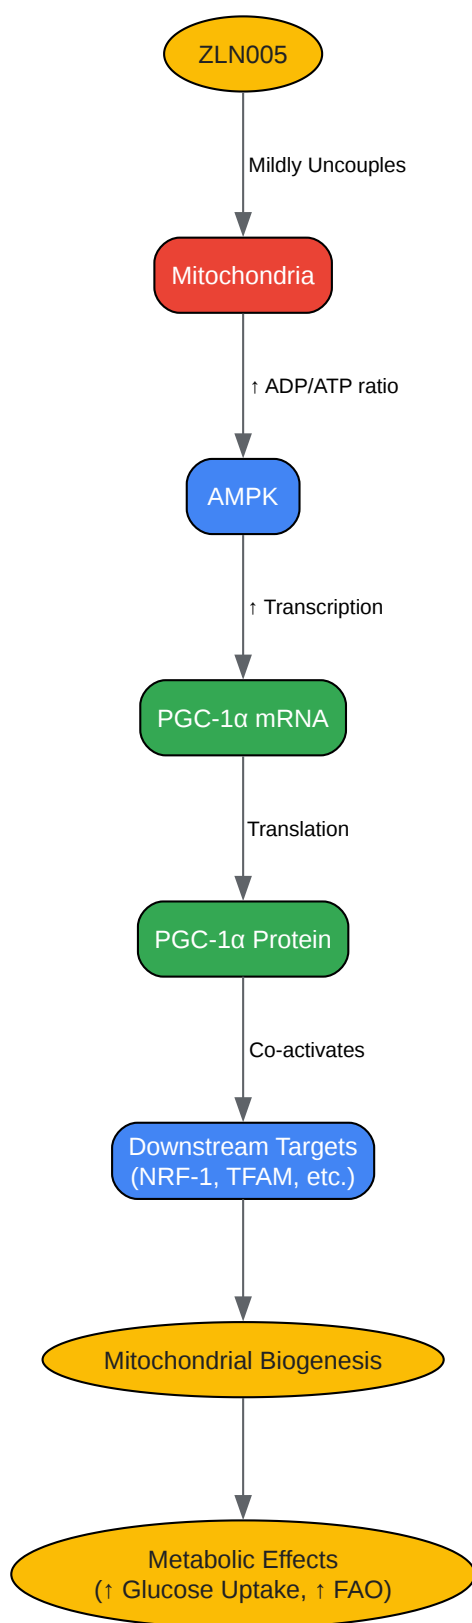 ZLN005
Mildly Uncouples
Mitochondria
↑ ADP/ATP ratio
AMPK
↑ Transcription
PGC-1α mRNA
Translation
PGC-1α Protein
Co-activates
Downstream Targets
(NRF-1, TFAM, etc.)
Mitochondrial Biogenesis
Metabolic Effects
(↑ Glucose Uptake, ↑ FAO)